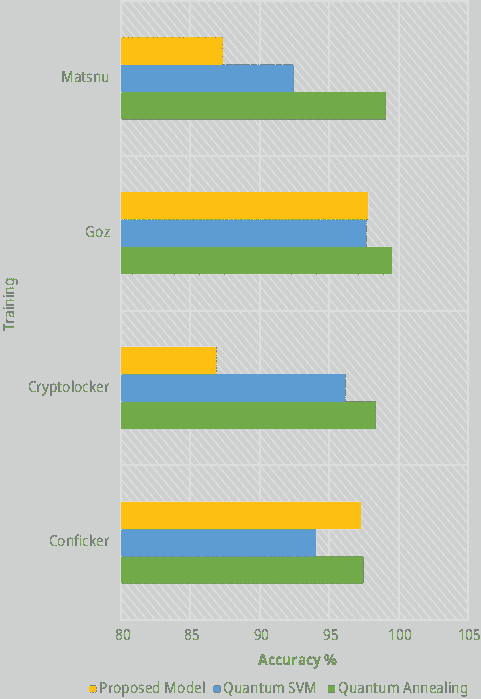 Matsnu
Goz
Training
Cryptolocker
Conficker
80 85 90 95 100 105
Accuracy %
Proposed Model Quantum SVM Quantum Annealing